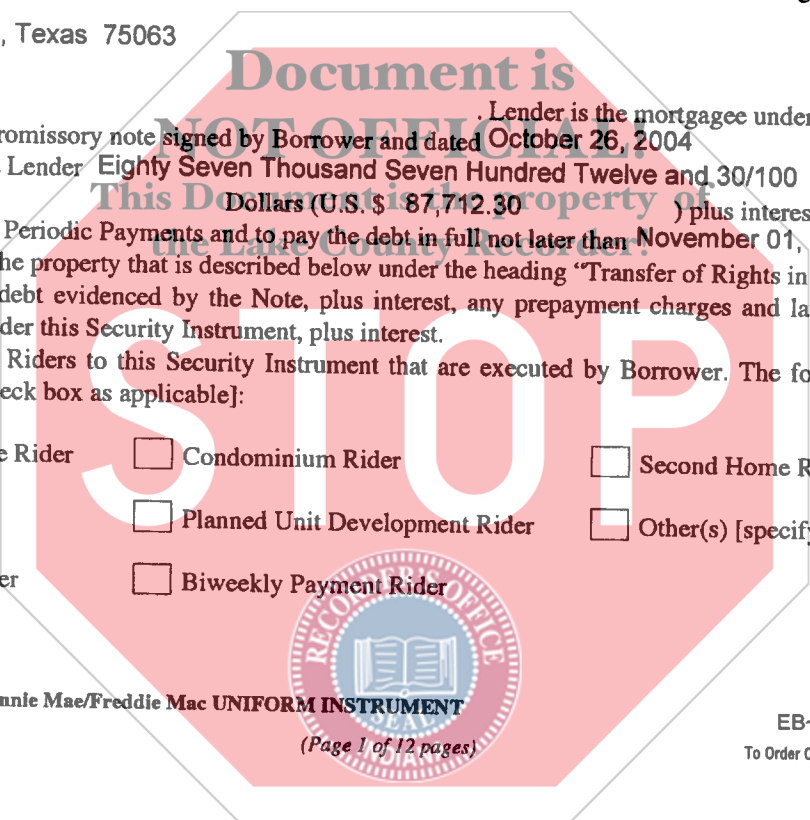 , Texas 75063
Document is
NOT OFFICIAL!
. Lender is the mortgagee under
romissory note signed by Borrower and dated October 26, 2004
Lender Eighty Seven Thousand Seven Hundred Twelve and 30/100
This Document is the property of
Dollars (U.S. $ 87,712.30 ) plus interest
Periodic Payments and to pay the debt in full not later than November 01,
the Lake County Recorder!
he property that is described below under the heading “Transfer of Rights in
debt evidenced by the Note, plus interest, any prepayment charges and la
der this Security Instrument, plus interest.
Riders to this Security Instrument that are executed by Borrower. The fo
eck box as applicable]:
STOP
e Rider Condominium Rider Second Home R
Planned Unit Development Rider Other(s) [specify
er Biweekly Payment Rider
RECORDER'S OFFICE
SEAL
INDIANA
nnie Mae/Freddie Mac UNIFORM INSTRUMENT
EB-
(Page 1 of 12 pages)
To Order C